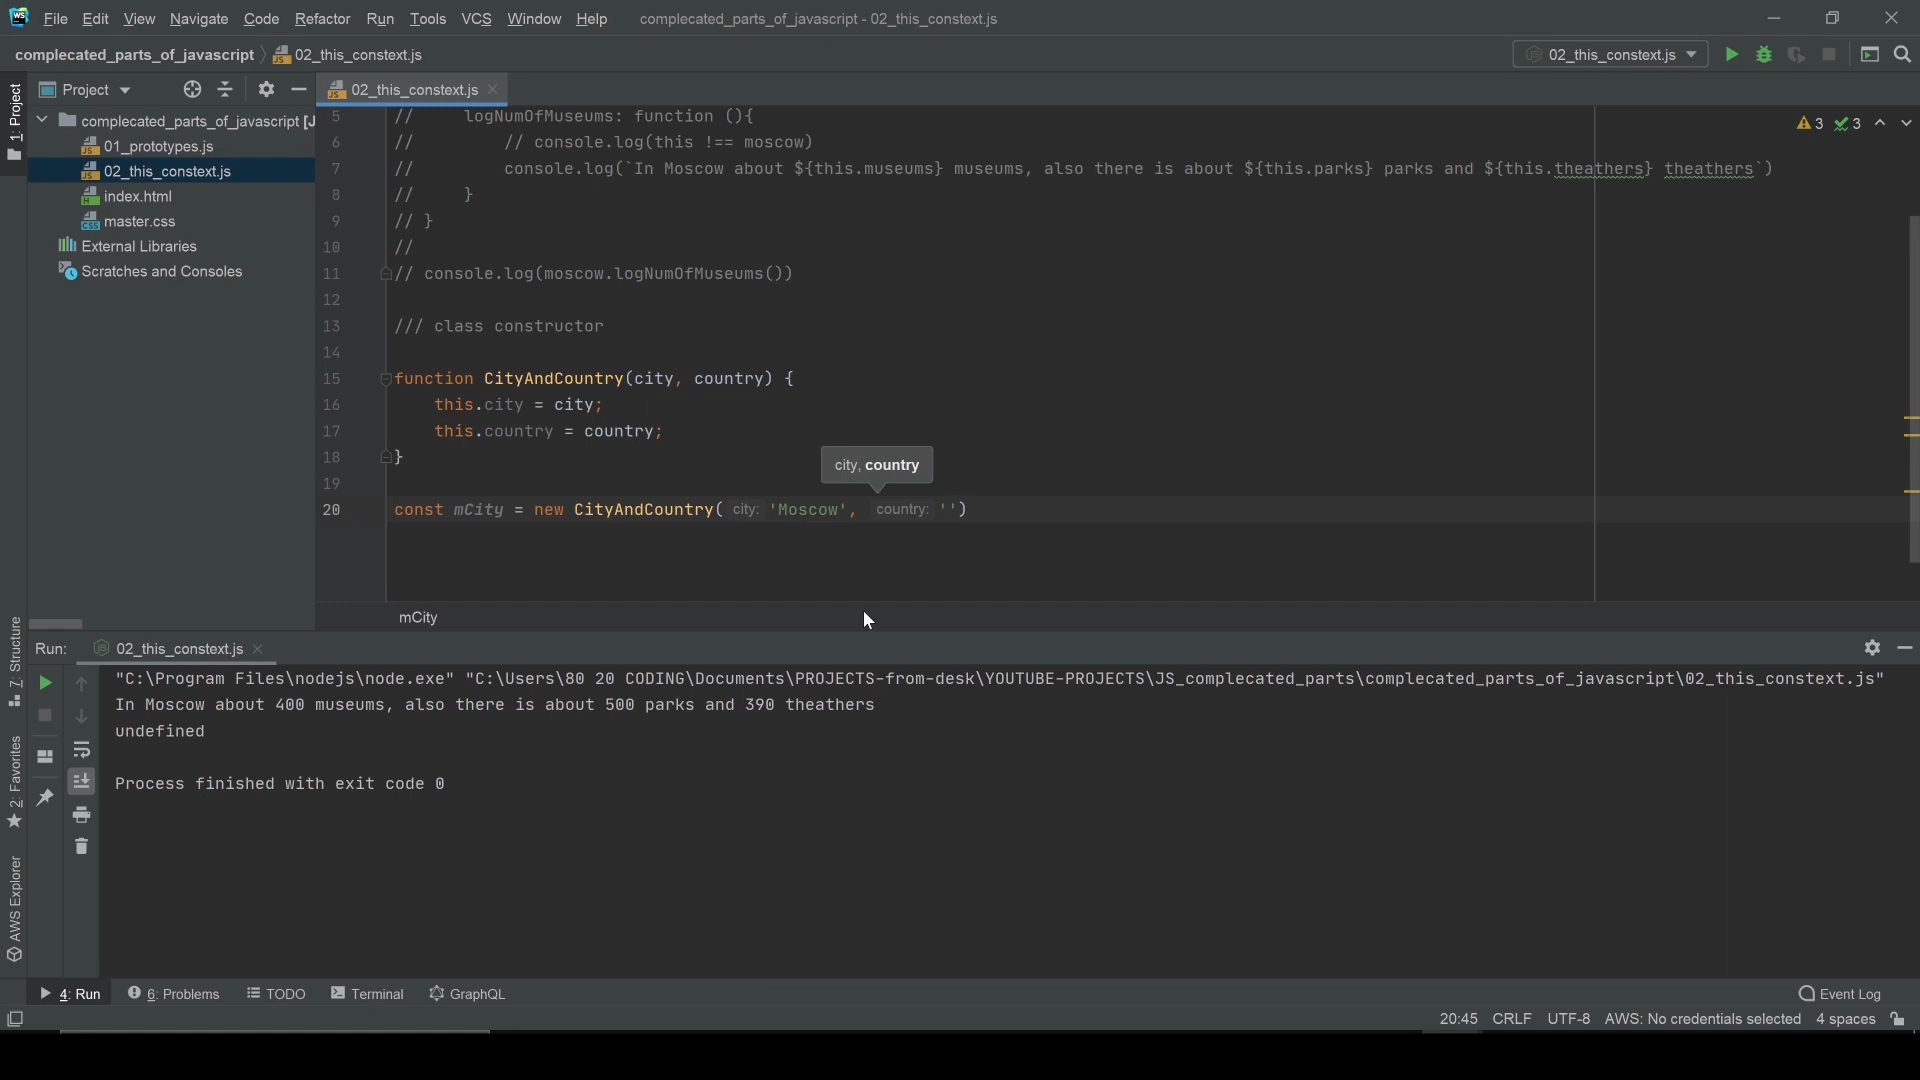 File Edit View Navigate Code Refactor Run Tools VCS Window Help complecated_parts_of_javascript - 02_this_constext.js
complecated_parts_of_javascript 02_this_constext.js
02_this_constext.js
1: Project
Project
02_this_constext.js
complecated_parts_of_javascript [J
01_prototypes.js
02_this_constext.js
index.html
master.css
External Libraries
Scratches and Consoles
3 3
5 // logNumOfMuseums: function (){
6 // // console.log(this !== moscow)
7 // console.log(`In Moscow about ${this.museums} museums, also there is about ${this.parks} parks and ${this.theathers} theathers`)
8 // }
9 // }
10 //
11 // console.log(moscow.logNumOfMuseums())
12
13 /// class constructor
14
15 function CityAndCountry(city, country) {
16 this.city = city;
17 this.country = country;
18 }
19
city, country
20 const mCity = new CityAndCountry( city: 'Moscow', country: '')
mCity
7: Structure
2: Favorites
AWS Explorer
Run: 02_this_constext.js
"C:\Program Files\nodejs\node.exe" "C:\Users\80 20 CODING\Documents\PROJECTS-from-desk\YOUTUBE-PROJECTS\JS_complecated_parts\complecated_parts_of_javascript\02_this_constext.js"
In Moscow about 400 museums, also there is about 500 parks and 390 theathers
undefined
Process finished with exit code 0
4: Run 6: Problems TODO Terminal GraphQL Event Log
20:45 CRLF UTF-8 AWS: No credentials selected 4 spaces